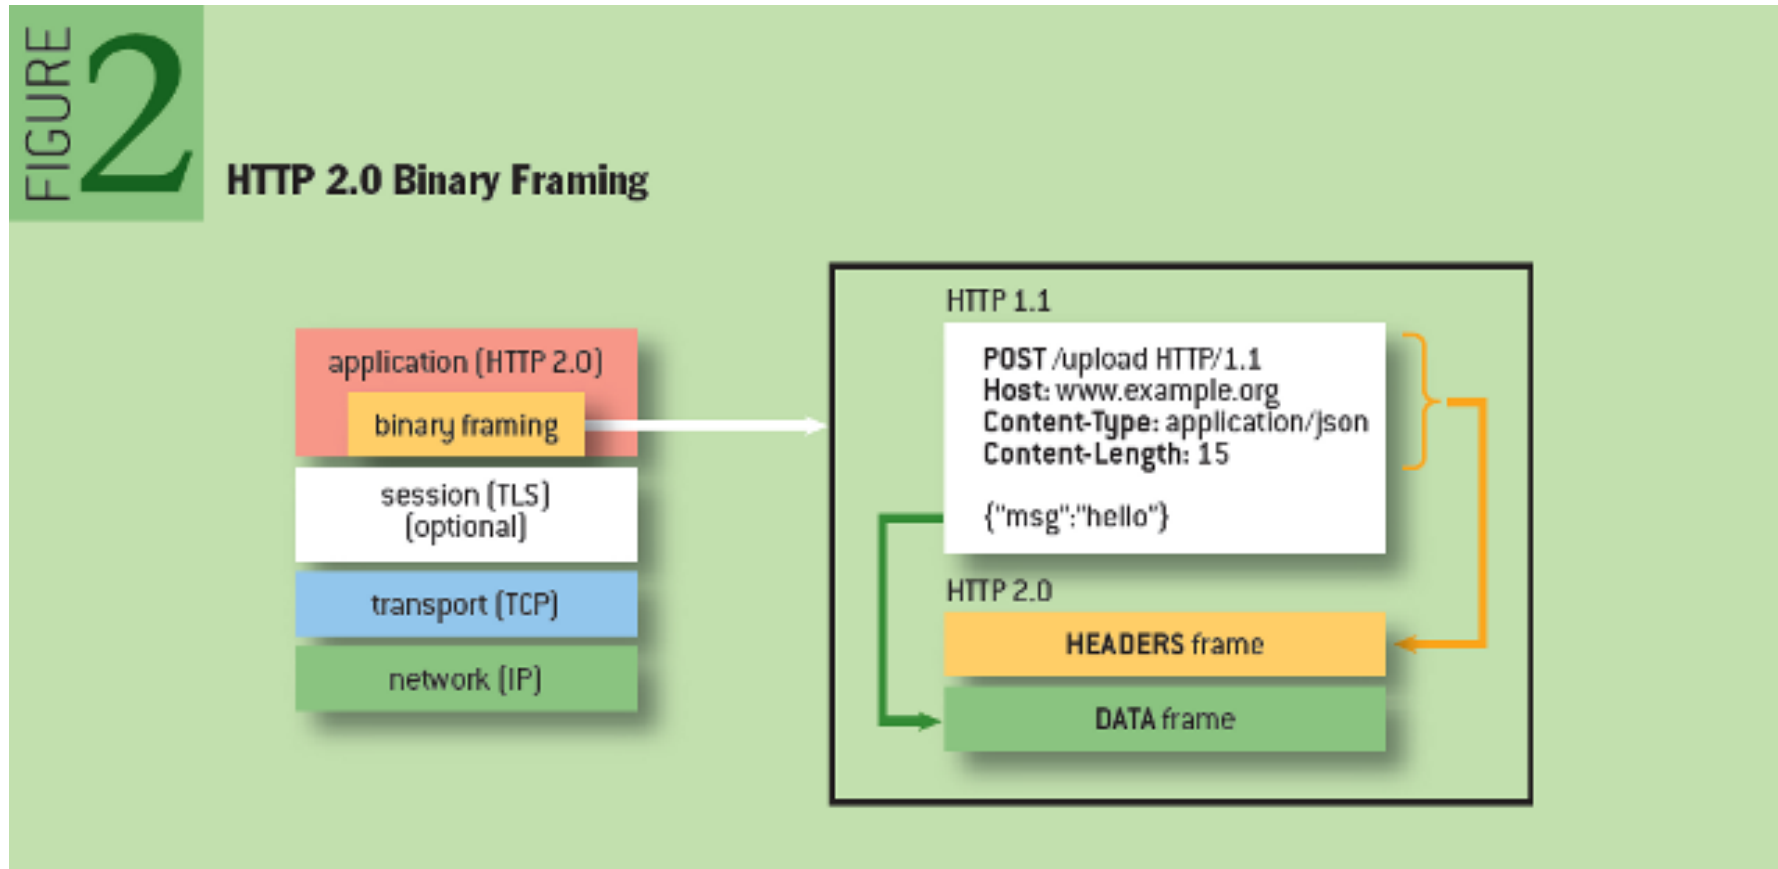 FIGURE
2
HTTP 2.0 Binary Framing
application (HTTP 2.0)
binary framing
session (TLS)
(optional)
transport (TCP)
network (IP)
HTTP 1.1
POST /upload HTTP/1.1
Host: www.example.org
Content-Type: application/json
Content-Length: 15
{"msg":"hello"}
HTTP 2.0
HEADERS frame
DATA frame